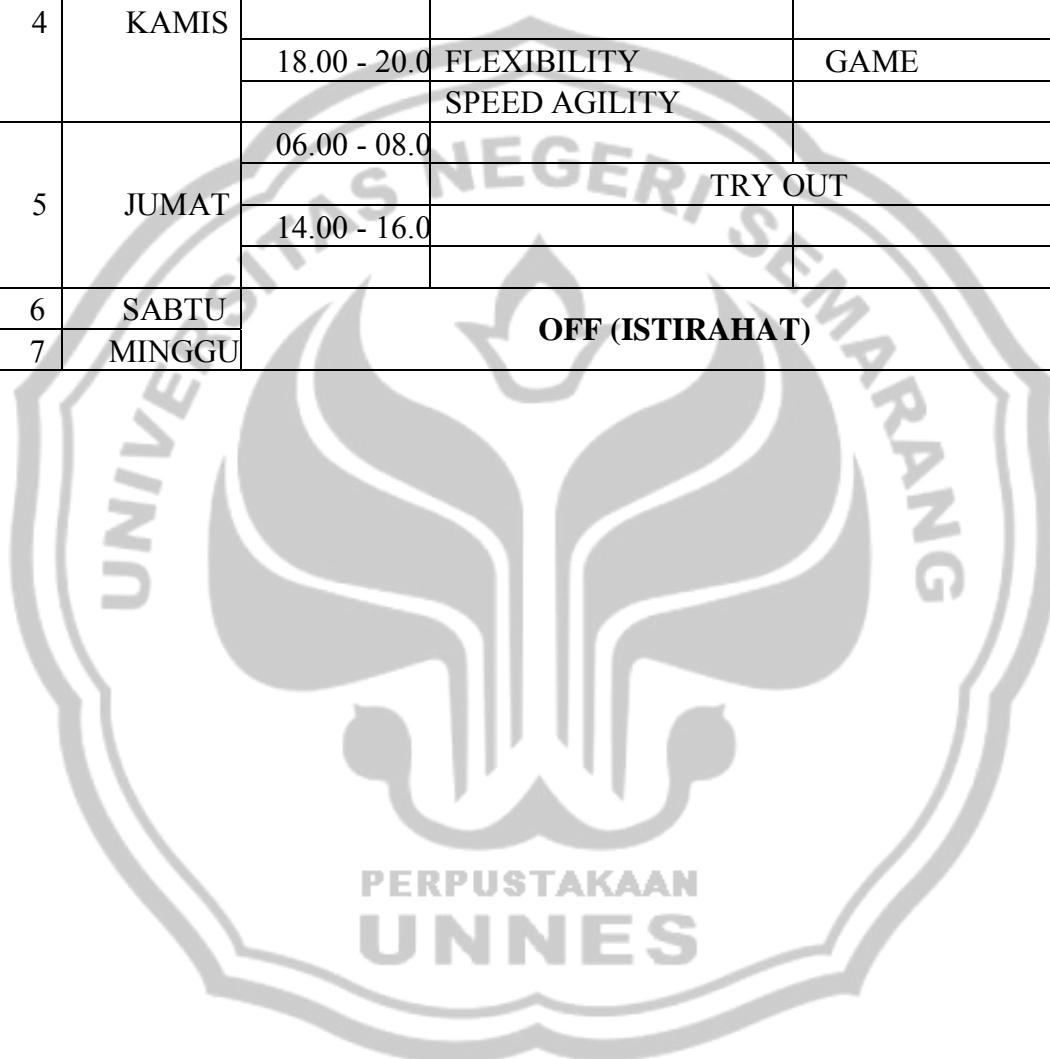 4 KAMIS
18.00 - 20.0 FLEXIBILITY GAME
SPEED AGILITY
06.00 - 08.0
TRY OUT
5 JUMAT
14.00 - 16.0
6 SABTU
OFF (ISTIRAHAT)
7 MINGGU
UNIVERSITAS NEGERI SEMARANG
PERPUSTAKAAN
UNNES